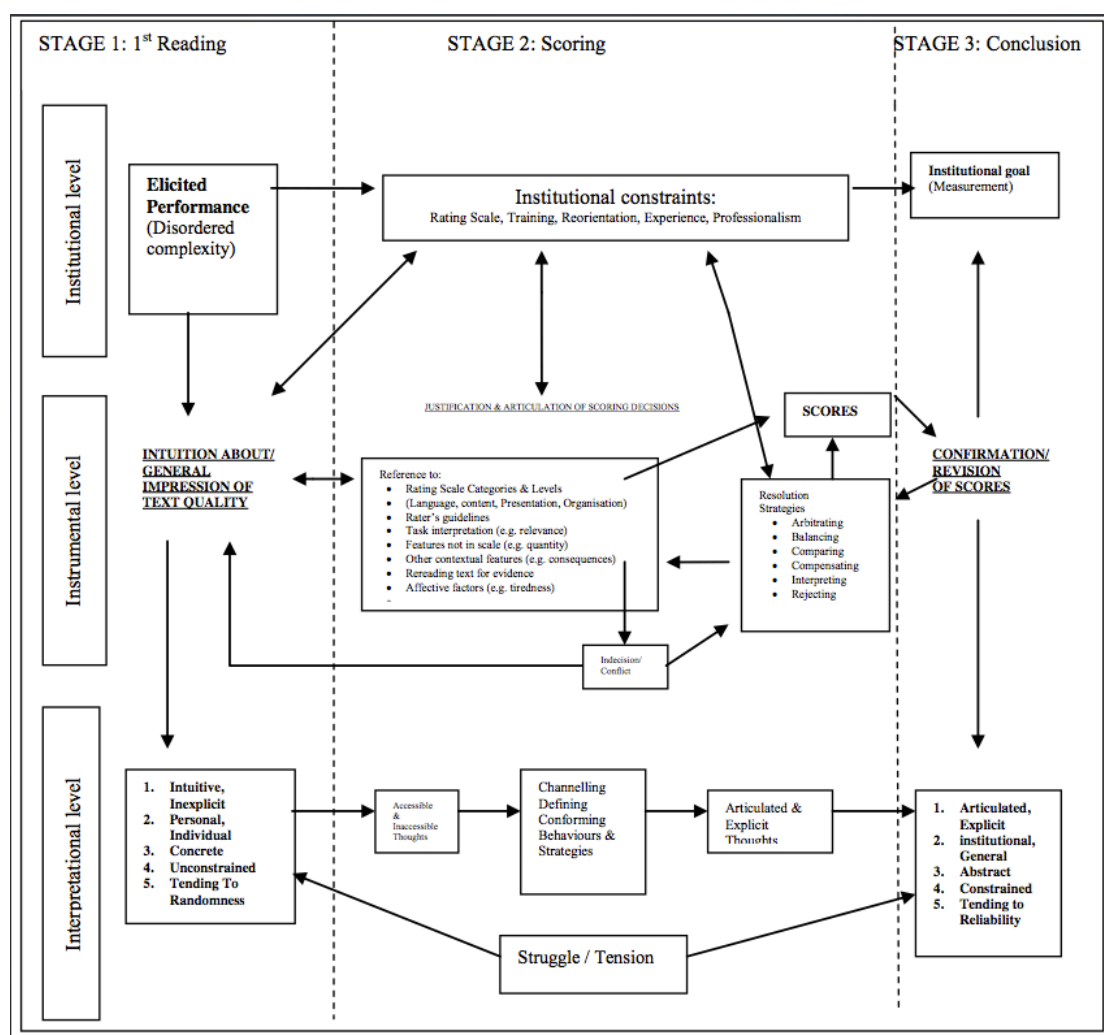 STAGE 1: 1st Reading
STAGE 2: Scoring
STAGE 3: Conclusion
Institutional level
Elicited
Performance
(Disordered
complexity)
Institutional constraints:
Rating Scale, Training, Reorientation, Experience, Professionalism
Institutional goal
(Measurement)
Instrumental level
INTUITION ABOUT/
GENERAL
IMPRESSION OF
TEXT QUALITY
JUSTIFICATION & ARTICULATION OF SCORING DECISIONS
Reference to:
• Rating Scale Categories & Levels
• (Language, content, Presentation, Organisation)
• Rater's guidelines
• Task interpretation (e.g. relevance)
• Features not in scale (e.g. quantity)
• Other contextual features (e.g. consequences)
• Rereading text for evidence
• Affective factors (e.g. tiredness)
Indecision/
Conflict
SCORES
Resolution
Strategies
• Arbitrating
• Balancing
• Comparing
• Compensating
• Interpreting
• Rejecting
CONFIRMATION/
REVISION
OF SCORES
Interpretational level
1. Intuitive,
Inexplicit
2. Personal,
Individual
3. Concrete
4. Unconstrained
5. Tending To
Randomness
Accessible
&
Inaccessible
Thoughts
Channelling
Defining
Conforming
Behaviours &
Strategies
Articulated &
Explicit
Thoughts
1. Articulated,
Explicit
2. institutional,
General
3. Abstract
4. Constrained
5. Tending to
Reliability
Struggle / Tension